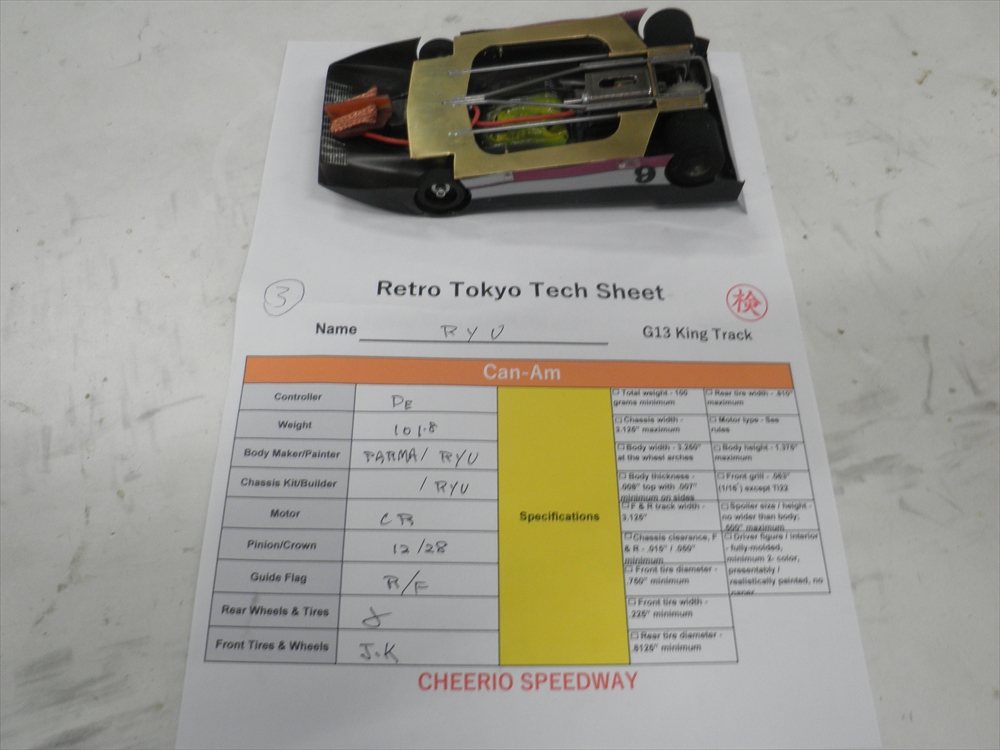 9
3
Retro Tokyo Tech Sheet
検
Name RYU
G13 King Track
Can-Am
Controller DE
Weight 101.8
Body Maker/Painter PARMA/ RYU
Chassis Kit/Builder / RYU
Motor CB
Pinion/Crown 12/28
Guide Flag R/F
Rear Wheels & Tires J
Front Tires & Wheels J.K
Specifications
□ Total weight - 100
grams minimum
□ Rear tire width - .810"
maximum
□ Chassis width -
3.125" maximum
□ Motor type - See
rules
□ Body width - 3.250"
at the wheel arches
□ Body height - 1.375"
maximum
□ Body thickness -
.008" top with .007"
minimum on sides
□ Front grill - .063"
(1/16") except Ti22
□ F & R track width -
3.125"
□ Spoiler size / height -
no wider than body;
.500" maximum
□ Chassis clearance, F
& R - .015" / .050"
minimum
□ Driver figure / interior
- fully-molded,
minimum 2- color,
presentably /
realistically painted, no
paper
□ Front tire diameter -
.750" minimum
□ Front tire width -
.225" minimum
□ Rear tire diameter -
.8125" minimum
CHEERIO SPEEDWAY